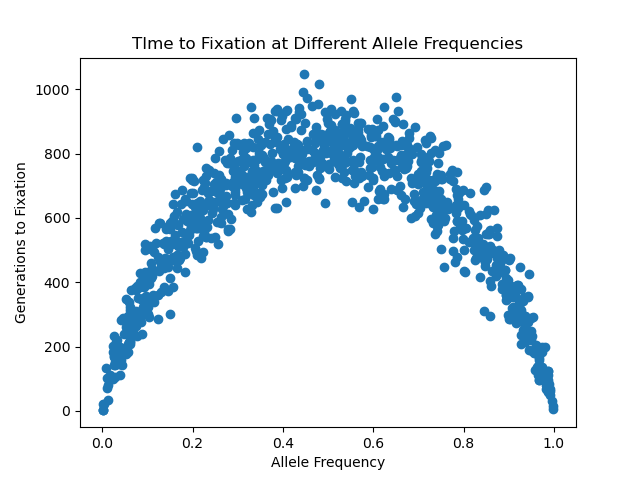 TIme to Fixation at Different Allele Frequencies
1000
800
600
400
200
0
Generations to Fixation
0.0 0.2 0.4 0.6 0.8 1.0
Allele Frequency